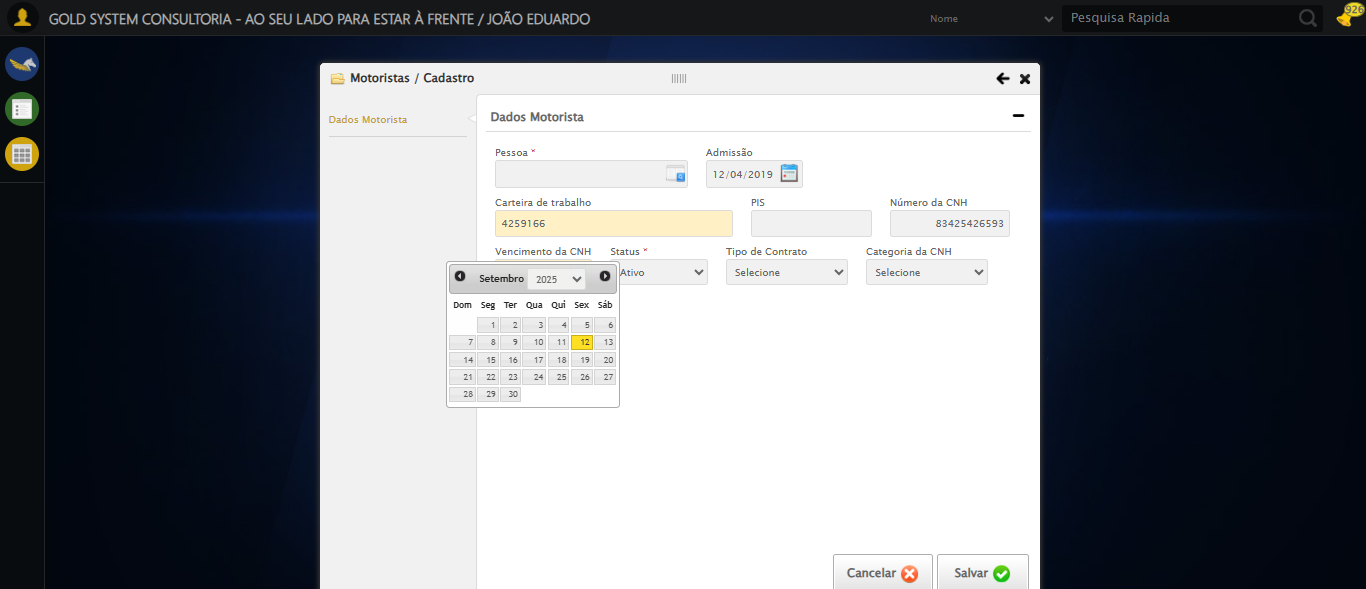 GOLD SYSTEM CONSULTORIA - AO SEU LADO PARA ESTAR À FRENTE / JOÃO EDUARDO
Nome
Pesquisa Rapida
926
Motoristas / Cadastro
Dados Motorista
Dados Motorista
Pessoa * Admissão
12/04/2019
Carteira de trabalho PIS Número da CNH
4259166 83425426593
Vencimento da CNH Status * Tipo de Contrato Categoria da CNH
Ativo Selecione Selecione
Setembro 2025
Dom Seg Ter Qua Qui Sex Sáb
1 2 3 4 5 6
7 8 9 10 11 12 13
14 15 16 17 18 19 20
21 22 23 24 25 26 27
28 29 30
Cancelar Salvar